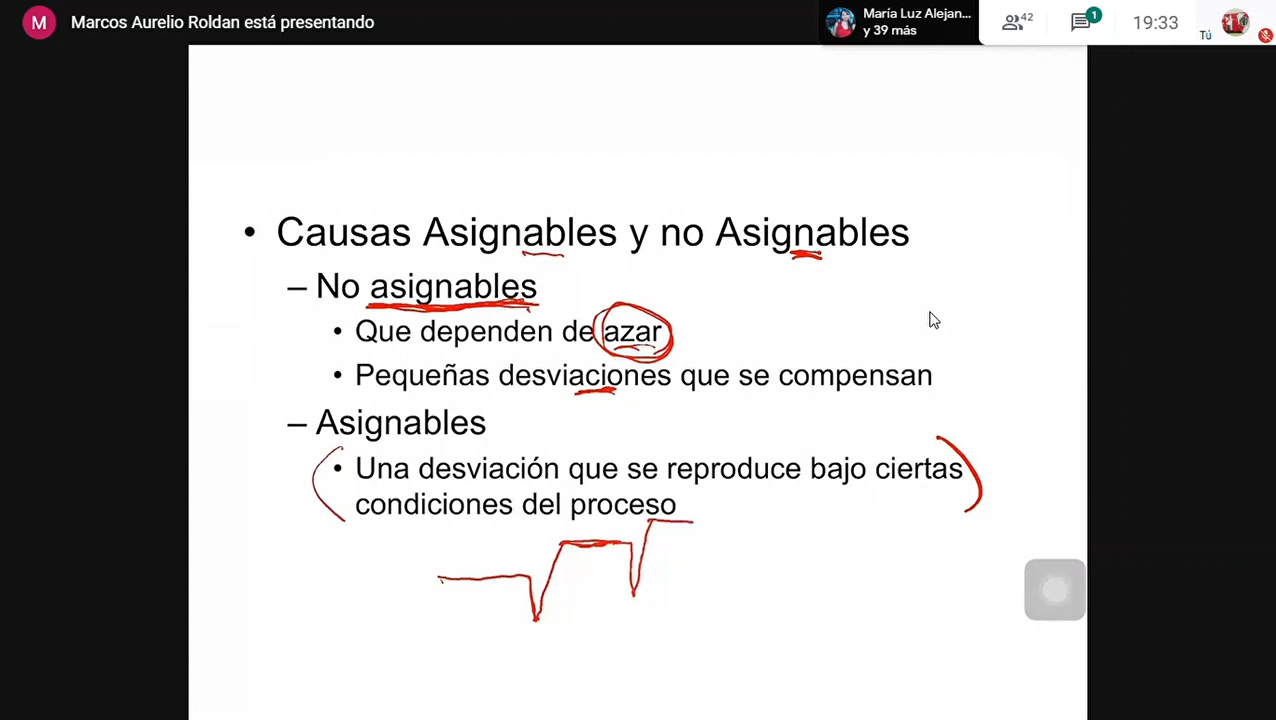 M Marcos Aurelio Roldan está presentando
María Luz Alejan...
y 39 más
42
1
19:33
Tú
• Causas Asignables y no Asignables
– No asignables
• Que dependen de azar
• Pequeñas desviaciones que se compensan
– Asignables
• Una desviación que se reproduce bajo ciertas
condiciones del proceso